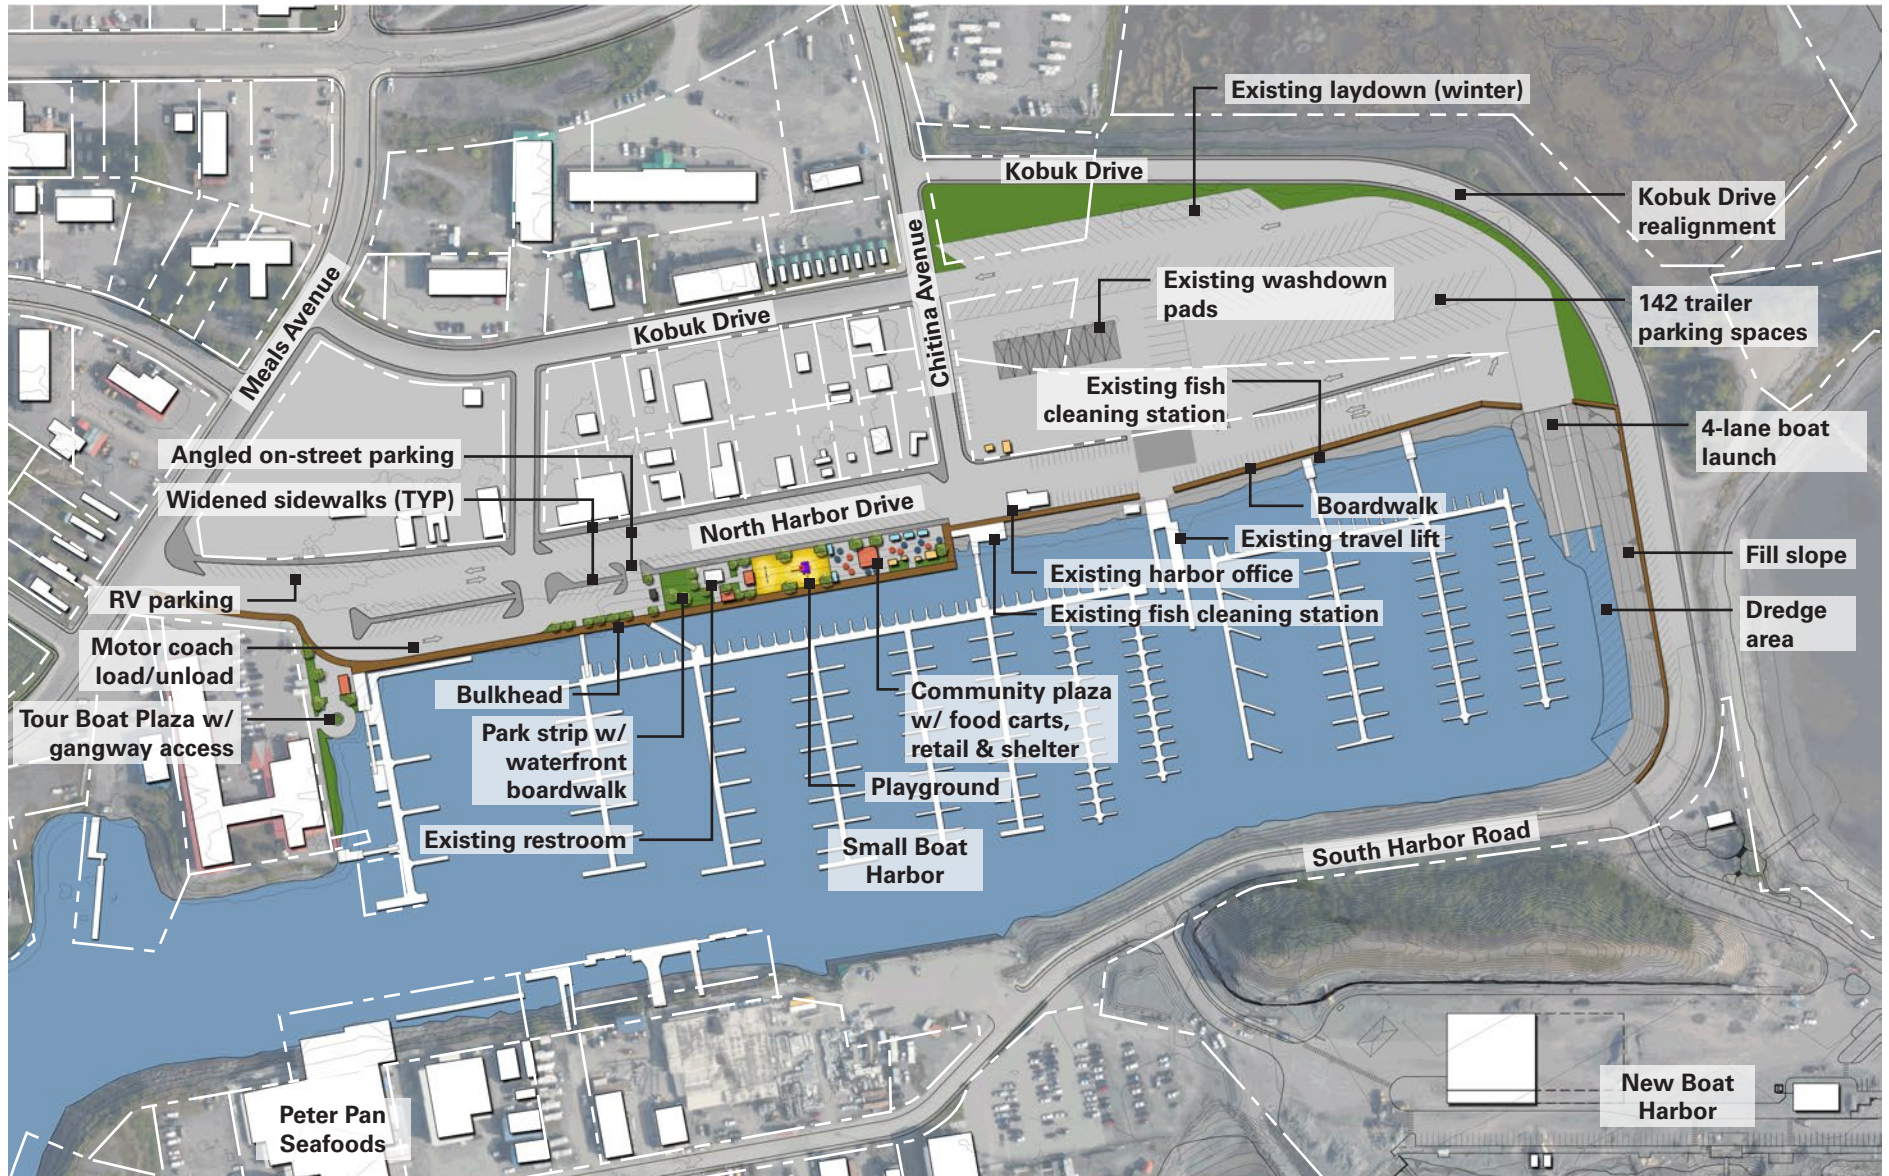 Existing laydown (winter)
Kobuk Drive
Kobuk Drive
realignment
Existing washdown
pads
142 trailer
parking spaces
Meals Avenue
Kobuk Drive
Chitina Avenue
Existing fish
cleaning station
4-lane boat
launch
Angled on-street parking
Widened sidewalks (TYP)
North Harbor Drive
Boardwalk
Existing travel lift
Fill slope
Existing harbor office
RV parking
Existing fish cleaning station
Dredge
area
Motor coach
load/unload
Bulkhead
Community plaza
w/ food carts,
retail & shelter
Tour Boat Plaza w/
gangway access
Park strip w/
waterfront
boardwalk
Playground
Existing restroom
Small Boat
Harbor
South Harbor Road
Peter Pan
Seafoods
New Boat
Harbor